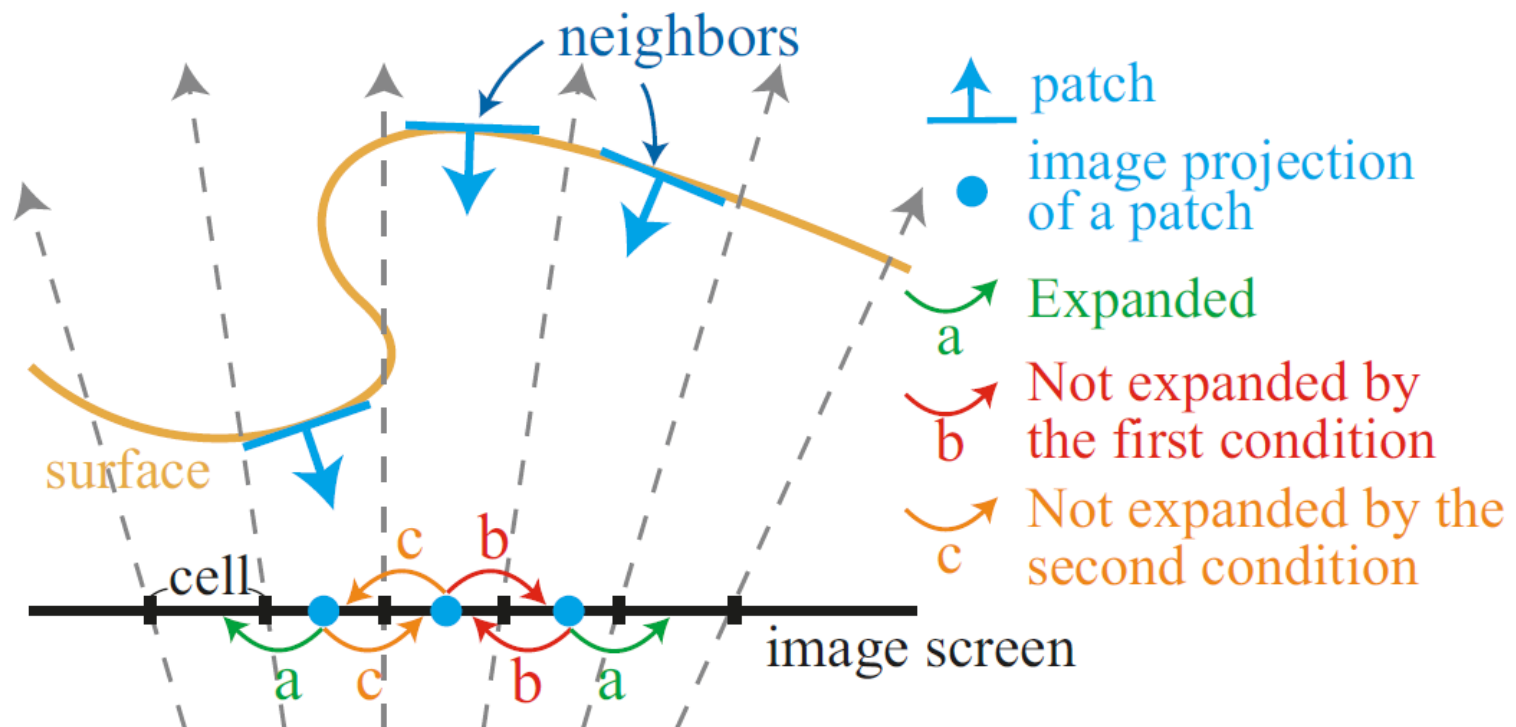 neighbors
patch
image projection
of a patch
Expanded
a
Not expanded by
the first condition
b
surface
Not expanded by the
second condition
c
c
b
cell
image screen
a
c
b
a